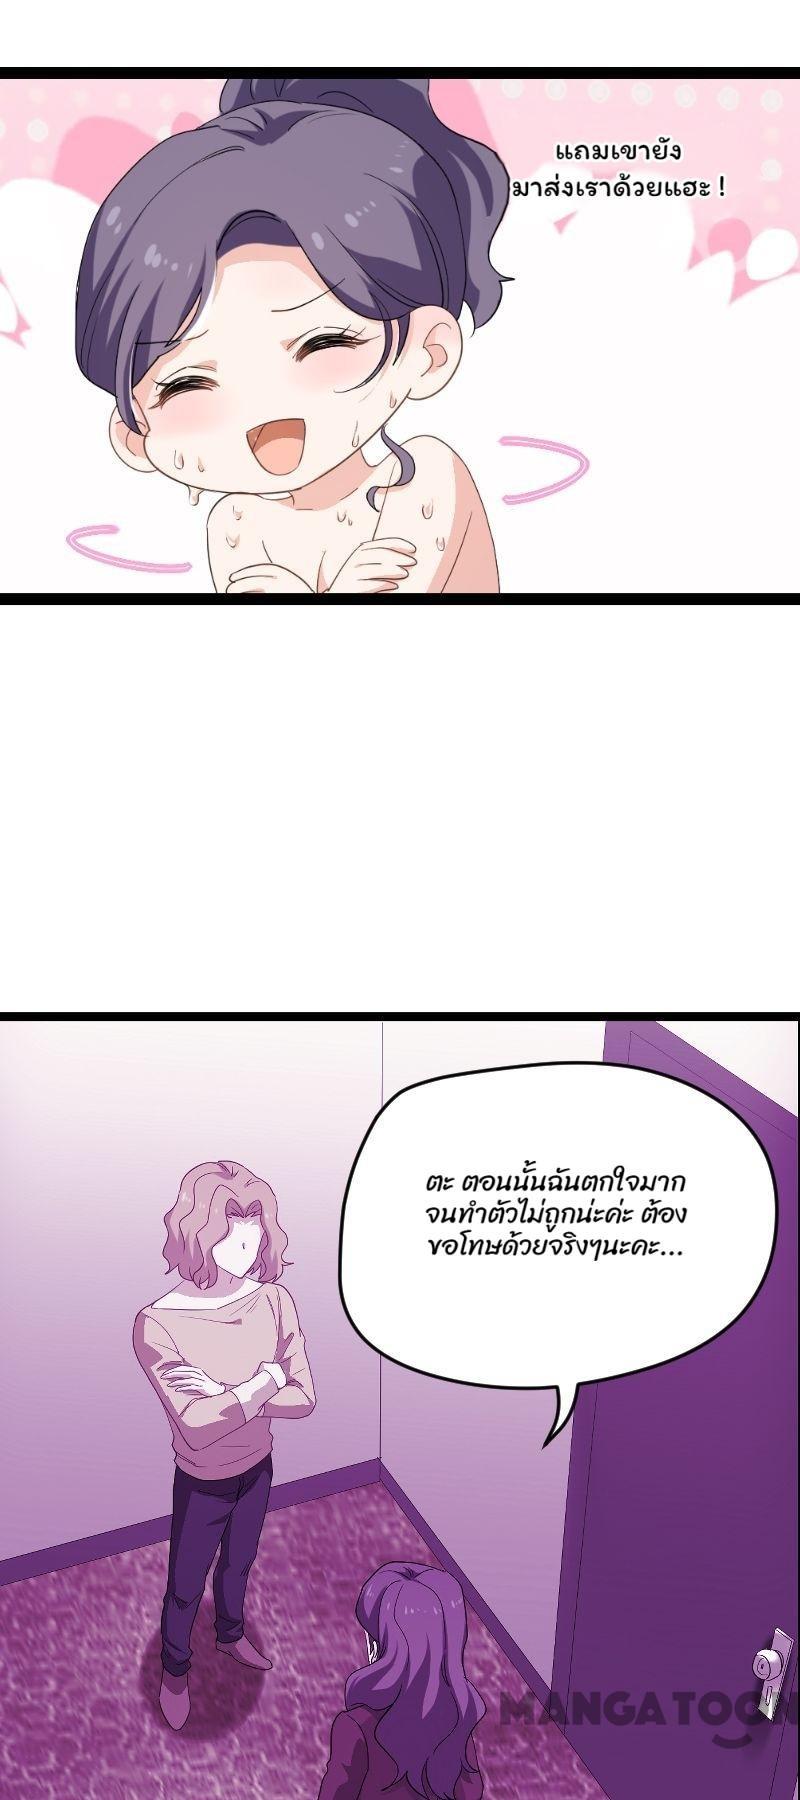 แถมเขายัง
มาส่งเราด้วยแฮะ !
ตะ ตอนนั้นฉันตกใจมาก
จนทำตัวไม่ถูกน่ะค่ะ ต้อง
ขอโทษด้วยจริงๆนะคะ...
MANGA TOON